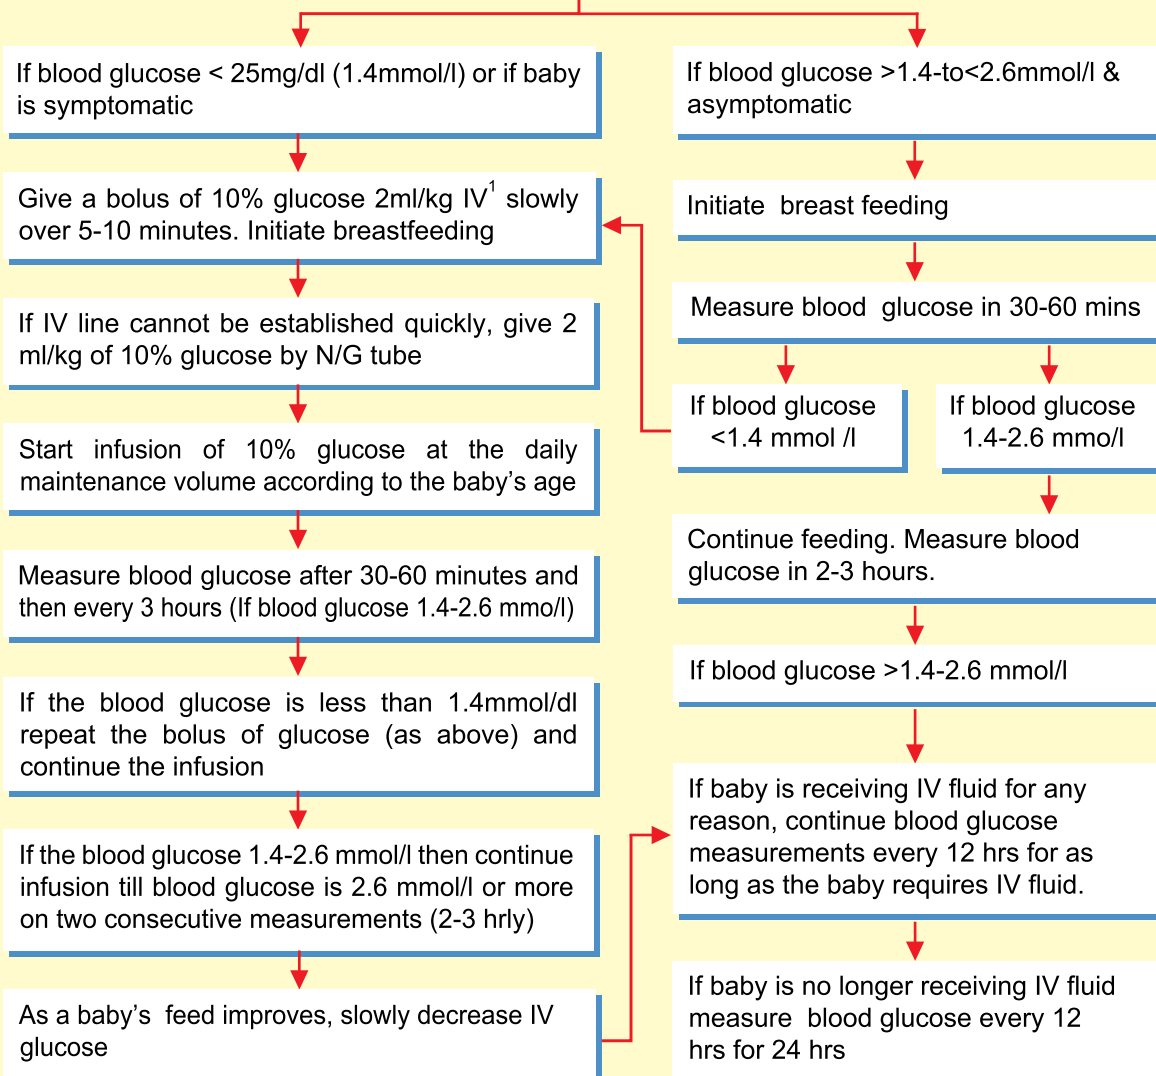 If blood glucose < 25mg/dl (1.4mmol/l) or if baby
is symptomatic
Give a bolus of 10% glucose 2ml/kg IV¹ slowly
over 5-10 minutes. Initiate breastfeeding
If IV line cannot be established quickly, give 2
ml/kg of 10% glucose by N/G tube
Start infusion of 10% glucose at the daily
maintenance volume according to the baby's age
Measure blood glucose after 30-60 minutes and
then every 3 hours (If blood glucose 1.4-2.6 mmo/l)
If the blood glucose is less than 1.4mmol/dl
repeat the bolus of glucose (as above) and
continue the infusion
If the blood glucose 1.4-2.6 mmol/l then continue
infusion till blood glucose is 2.6 mmol/l or more
on two consecutive measurements (2-3 hrly)
As a baby's feed improves, slowly decrease IV
glucose
If blood glucose >1.4-to<2.6mmol/l &
asymptomatic
Initiate breast feeding
Measure blood glucose in 30-60 mins
If blood glucose
<1.4 mmol /l
If blood glucose
1.4-2.6 mmo/l
Continue feeding. Measure blood
glucose in 2-3 hours.
If blood glucose >1.4-2.6 mmol/l
If baby is receiving IV fluid for any
reason, continue blood glucose
measurements every 12 hrs for as
long as the baby requires IV fluid.
If baby is no longer receiving IV fluid
measure blood glucose every 12
hrs for 24 hrs